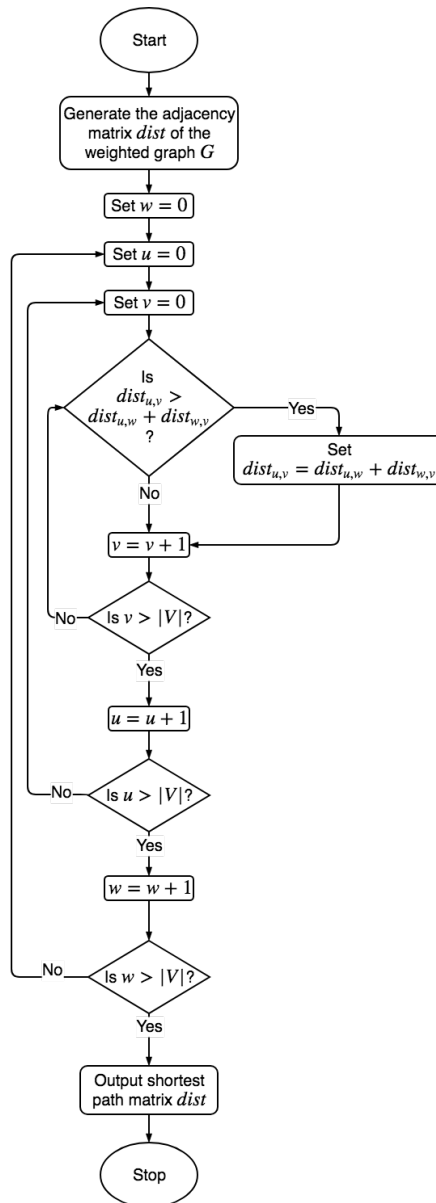 Start
Generate the adjacency
matrix dist of the
weighted graph G
Set w = 0
Set u = 0
Set v = 0
Is
dist_{u,v} >
dist_{u,w} + dist_{w,v}
?
Yes
Set
dist_{u,v} = dist_{u,w} + dist_{w,v}
No
v = v + 1
Is v > |V|?
No
Yes
u = u + 1
Is u > |V|?
No
Yes
w = w + 1
Is w > |V|?
No
Yes
Output shortest
path matrix dist
Stop